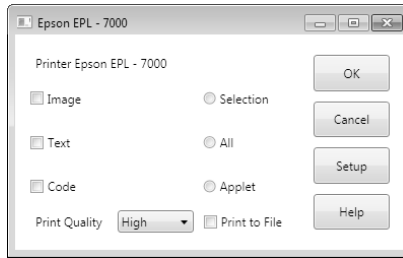 Epson EPL - 7000
Printer Epson EPL - 7000
OK
Image
Selection
Cancel
Text
All
Setup
Code
Applet
Help
Print Quality
High
Print to File